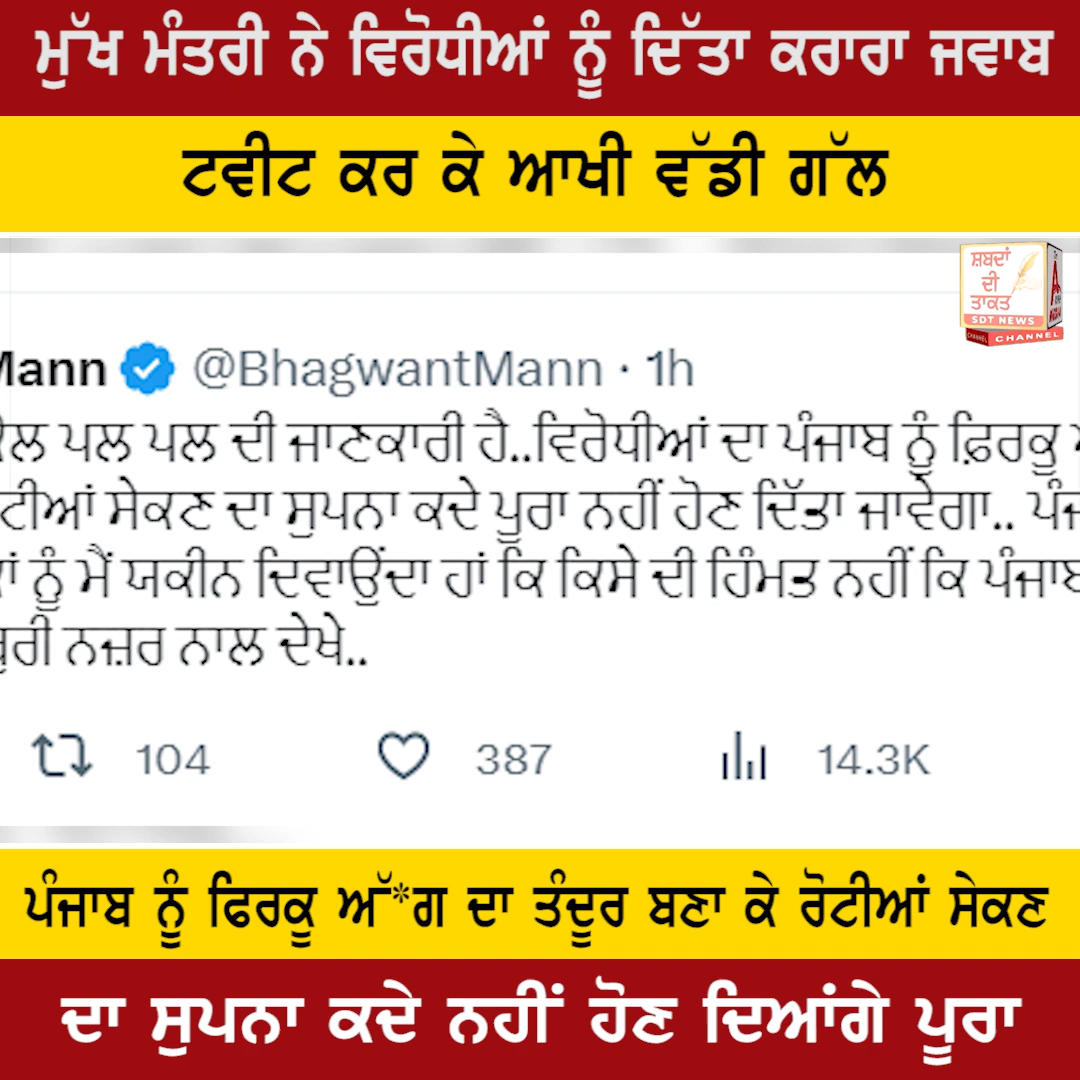 ਮੁੱਖ ਮੰਤਰੀ ਨੇ ਵਿਰੋਧੀਆਂ ਨੂੰ ਦਿੱਤਾ ਕਰਾਰਾ ਜਵਾਬ
ਟਵੀਟ ਕਰ ਕੇ ਆਖੀ ਵੱਡੀ ਗੱਲ
ਸ਼ਬਦਾਂ
ਦੀ
ਤਾਕਤ
SDT NEWS
CHANNEL CHANNEL
@BhagwantMann · 1h
ਪਲ ਪਲ ਦੀ ਜਾਣਕਾਰੀ ਹੈ..ਵਿਰੋਧੀਆਂ ਦਾ ਪੰਜਾਬ ਨੂੰ ਫ਼ਿਰਕੂ
ਸੇਕਣ ਦਾ ਸੁਪਨਾ ਕਦੇ ਪੂਰਾ ਨਹੀਂ ਹੋਣ ਦਿੱਤਾ ਜਾਵੇਗਾ..
ਨੂੰ ਮੈਂ ਯਕੀਨ ਦਿਵਾਉਂਦਾ ਹਾਂ ਕਿ ਕਿਸੇ ਦੀ ਹਿੰਮਤ ਨਹੀਂ ਕਿ ਪੰਜਾਬ
ਨਜ਼ਰ ਨਾਲ ਦੇਖੇ..
104 387 14.3K
ਪੰਜਾਬ ਨੂੰ ਫਿਰਕੂ ਅੱ*ਗ ਦਾ ਤੰਦੂਰ ਬਣਾ ਕੇ ਰੋਟੀਆਂ ਸੇਕਣ
ਦਾ ਸੁਪਨਾ ਕਦੇ ਨਹੀਂ ਹੋਣ ਦਿਆਂਗੇ ਪੂਰਾ